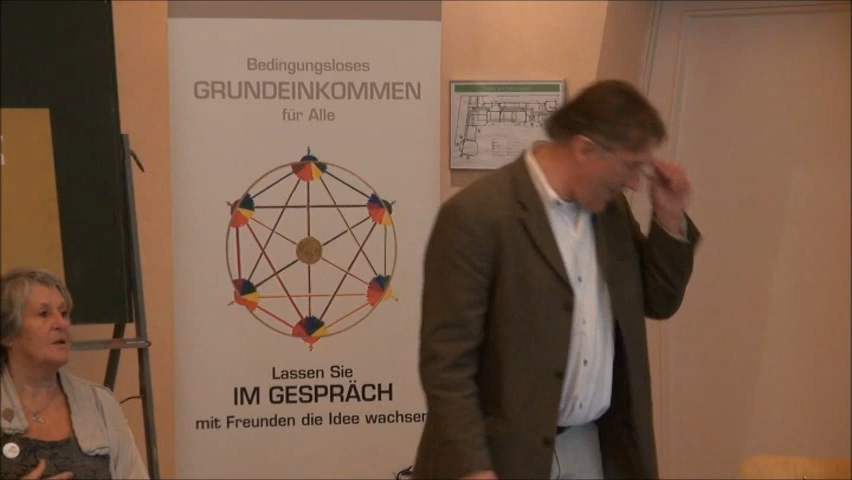 Bedingungsloses
GRUNDEINKOMMEN
für Alle
Lassen Sie
IM GESPRÄCH
mit Freunden die Idee wachsen